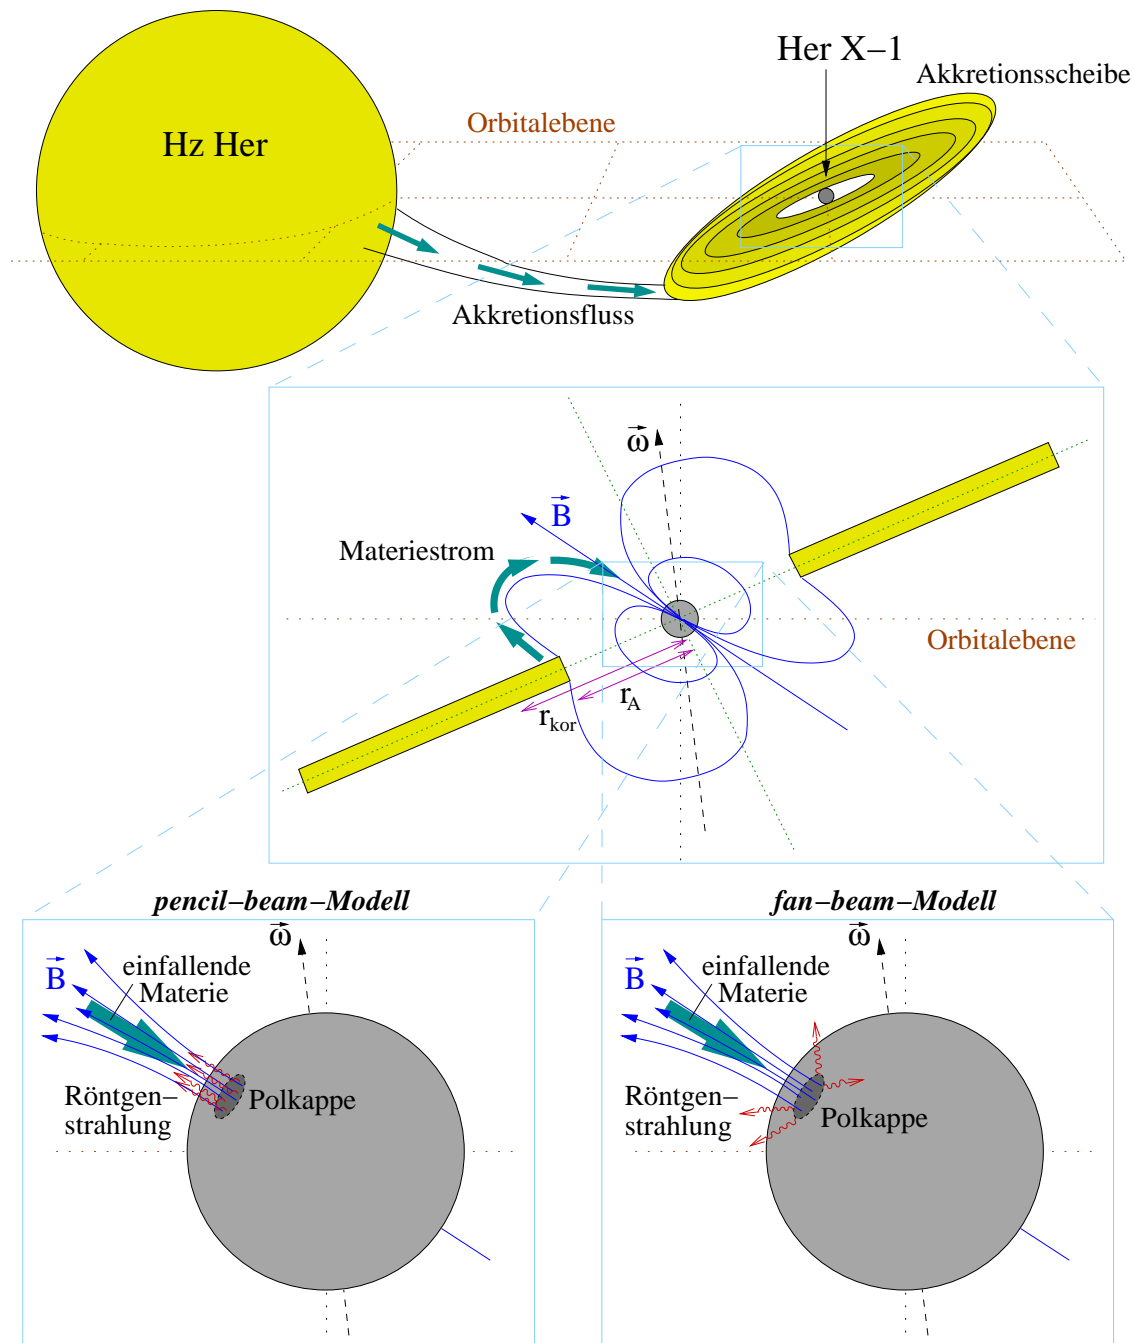 Her X–1
Akkretionsscheibe
Orbitalebene
Hz Her
Akkretionsfluss
ω
B
Materiestrom
Orbitalebene
r_A
r_kor
pencil–beam–Modell
fan–beam–Modell
ω
B
einfallende
Materie
Röntgen–
strahlung
Polkappe
ω
B
einfallende
Materie
Röntgen–
strahlung
Polkappe